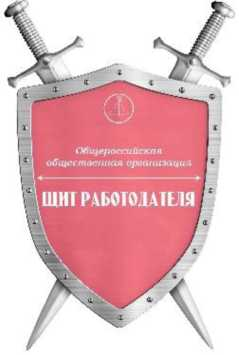 Общероссийская
общественная организация
ЩИТ РАБОТОДАТЕЛЯ